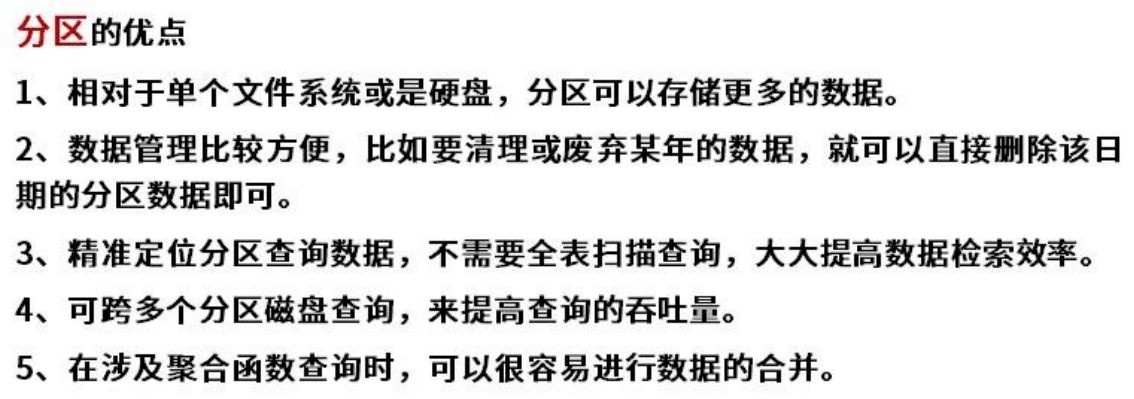 分区的优点
1、相对于单个文件系统或是硬盘，分区可以存储更多的数据。
2、数据管理比较方便，比如要清理或废弃某年的数据，就可以直接删除该日
期的分区数据即可。
3、精准定位分区查询数据，不需要全表扫描查询，大大提高数据检索效率。
4、可跨多个分区磁盘查询，来提高查询的吞吐量。
5、在涉及聚合函数查询时，可以很容易进行数据的合并。